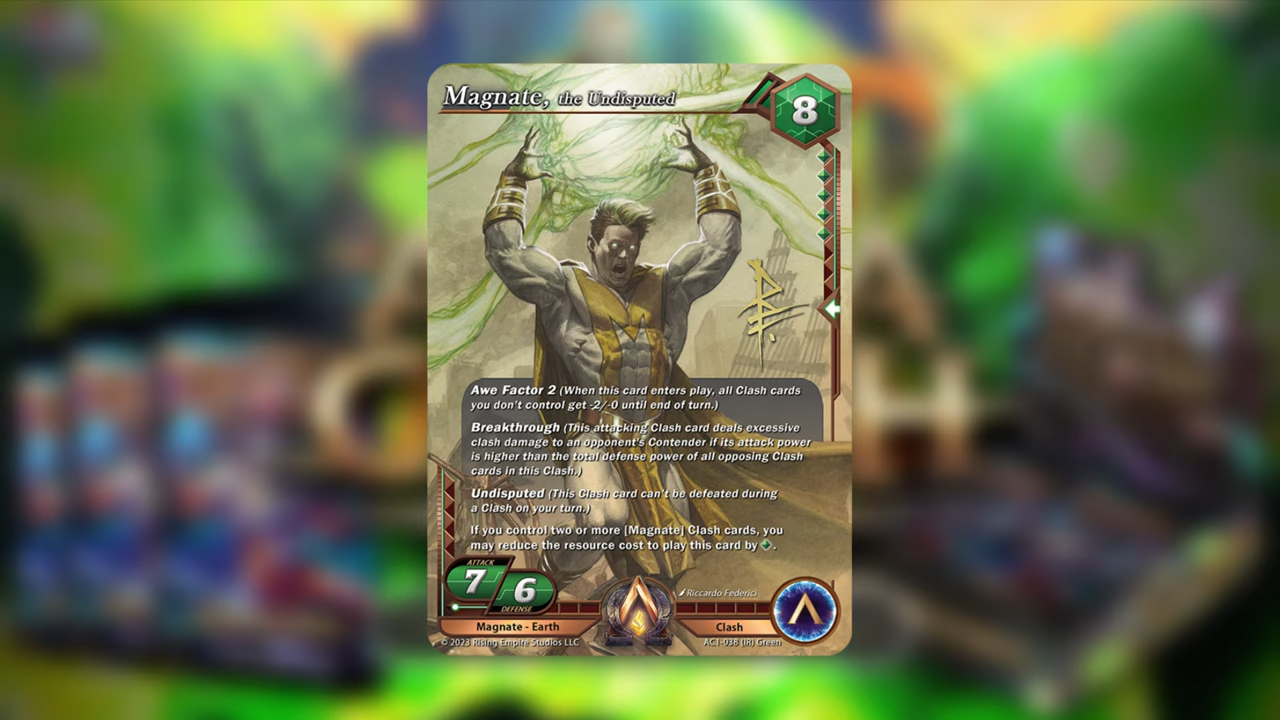 Magnate, the Undisputed
8
Awe Factor 2 (When this card enters play, all Clash cards
you don't control get -2/-0 until end of turn.)
Breakthrough (This attacking Clash card deals excessive
clash damage to an opponent's Contender if its attack power
is higher than the total defense power of all opposing Clash
cards in this Clash.)
Undisputed (This Clash card can't be defeated during
a Clash on your turn.)
If you control two or more [Magnate] Clash cards, you
may reduce the resource cost to play this card by .
ATTACK
7
6
DEFENSE
Riccardo Federici
Magnate - Earth
Clash
© 2023 Rising Empire Studios LLC
AC1-038 (IR) Green